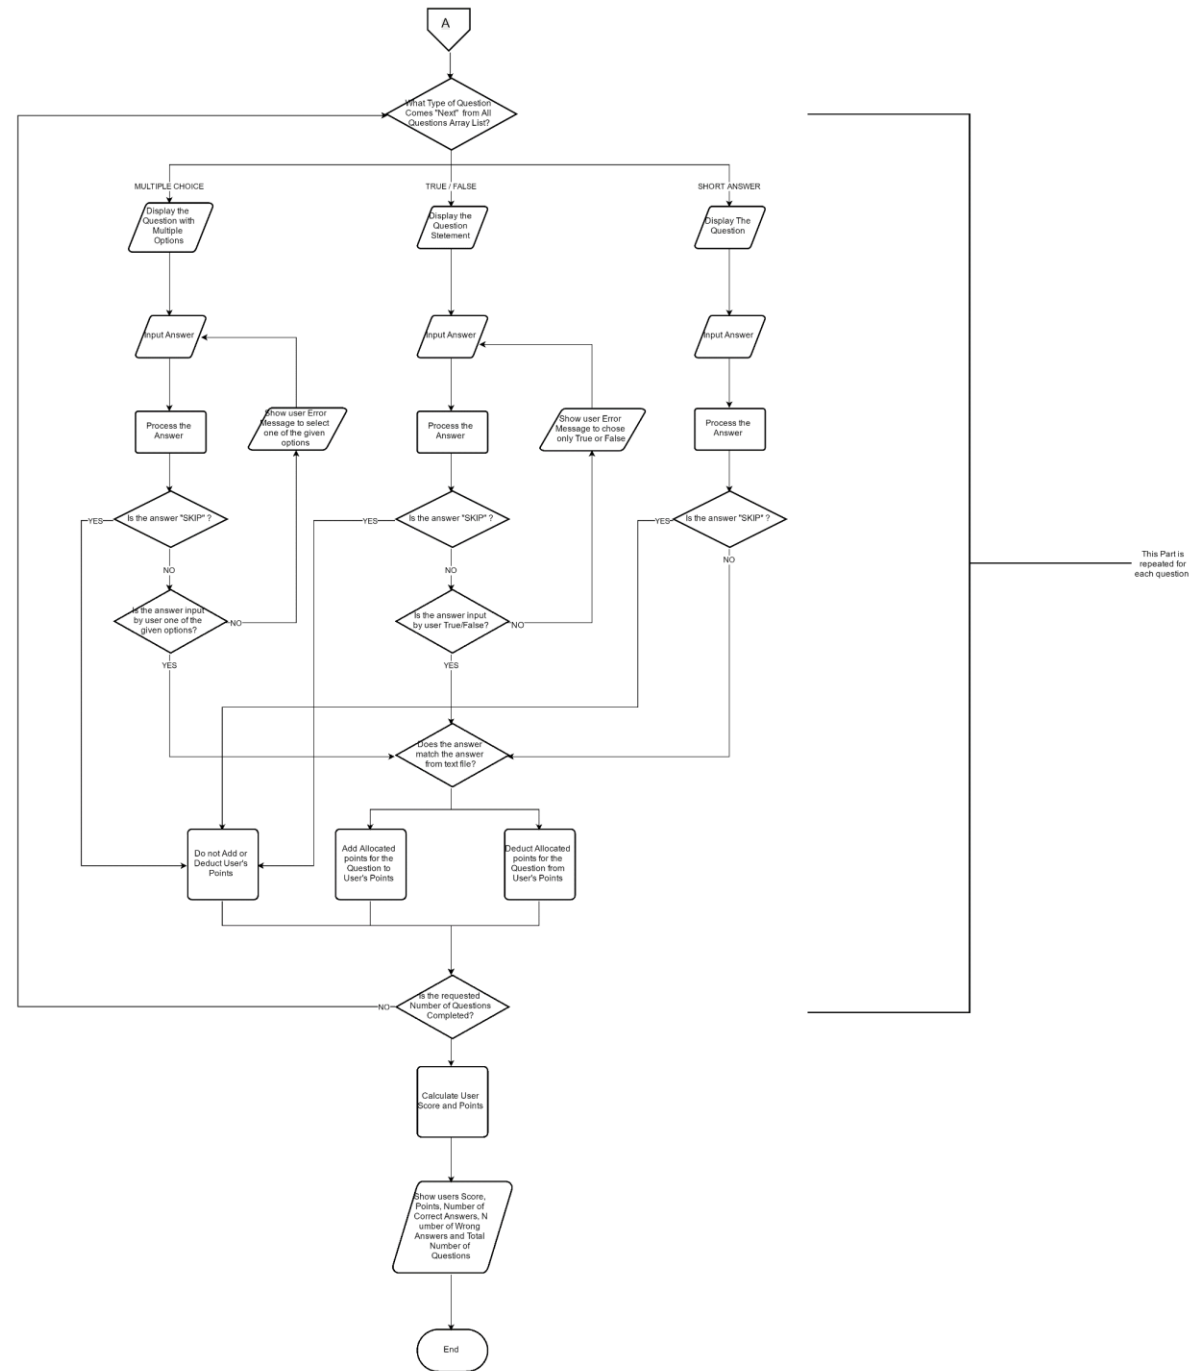 A
What Type of Question
Comes "Next" from All
Questions Array List?
MULTIPLE CHOICE
TRUE / FALSE
SHORT ANSWER
Display the
Question with
Multiple
Options
Display the
Question
Stetement
Display The
Question
Input Answer
Input Answer
Input Answer
Process the
Answer
Show user Error
Message to select
one of the given
options
Process the
Answer
Show user Error
Message to chose
only True or False
Process the
Answer
YES
Is the answer "SKIP" ?
YES
Is the answer "SKIP" ?
YES
Is the answer "SKIP" ?
NO
NO
NO
This Part is
repeated for
each question
Is the answer input
by user one of the
given options?
NO
Is the answer input
by user True/False?
NO
YES
YES
Does the answer
match the answer
from text file?
Do not Add or
Deduct User's
Points
Add Allocated
points for the
Question to
User's Points
Deduct Allocated
points for the
Question from
User's Points
NO
Is the requested
Number of Questions
Completed?
Calculate User
Score and Points
Show users Score,
Points, Number of
Correct Answers, N
umber of Wrong
Answers and Total
Number of
Questions
End